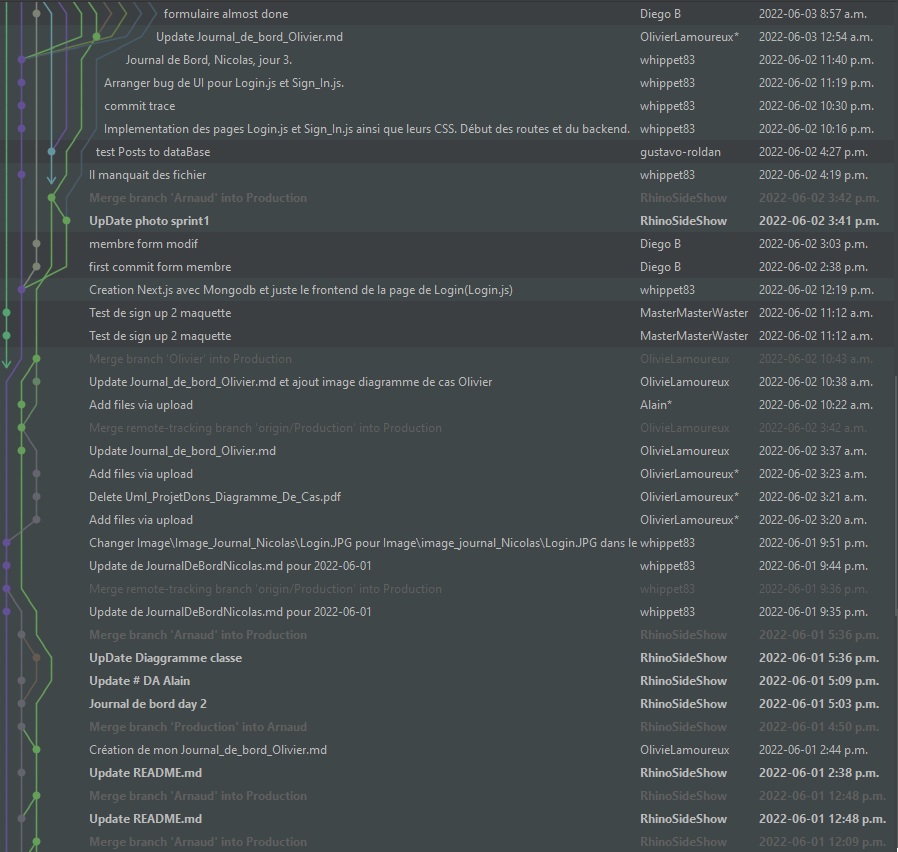 formulaire almost done Diego B 2022-06-03 8:57 a.m.
Update Journal_de_bord_Olivier.md OlivierLamoureux* 2022-06-03 12:54 a.m.
Journal de Bord, Nicolas, jour 3. whippet83 2022-06-02 11:40 p.m.
Arranger bug de UI pour Login.js et Sign_In.js. whippet83 2022-06-02 11:19 p.m.
commit trace whippet83 2022-06-02 10:30 p.m.
Implementation des pages Login.js et Sign_In.js ainsi que leurs CSS. Début des routes et du backend. whippet83 2022-06-02 10:16 p.m.
test Posts to dataBase gustavo-roldan 2022-06-02 4:27 p.m.
Il manquait des fichier whippet83 2022-06-02 4:19 p.m.
Merge branch 'Arnaud' into Production RhinoSideShow 2022-06-02 3:42 p.m.
UpDate photo sprint1 RhinoSideShow 2022-06-02 3:41 p.m.
membre form modif Diego B 2022-06-02 3:03 p.m.
first commit form membre Diego B 2022-06-02 2:38 p.m.
Creation Next.js avec Mongodb et juste le frontend de la page de Login(Login.js) whippet83 2022-06-02 12:19 p.m.
Test de sign up 2 maquette MasterMasterWaster 2022-06-02 11:12 a.m.
Test de sign up 2 maquette MasterMasterWaster 2022-06-02 11:12 a.m.
Merge branch 'Olivier' into Production OlivieLamoureux 2022-06-02 10:43 a.m.
Update Journal_de_bord_Olivier.md et ajout image diagramme de cas Olivier OlivieLamoureux 2022-06-02 10:38 a.m.
Add files via upload Alain* 2022-06-02 10:22 a.m.
Merge remote-tracking branch 'origin/Production' into Production OlivieLamoureux 2022-06-02 3:42 a.m.
Update Journal_de_bord_Olivier.md OlivieLamoureux 2022-06-02 3:37 a.m.
Add files via upload OlivierLamoureux* 2022-06-02 3:23 a.m.
Delete Uml_ProjetDons_Diagramme_De_Cas.pdf OlivierLamoureux* 2022-06-02 3:21 a.m.
Add files via upload OlivierLamoureux* 2022-06-02 3:20 a.m.
Changer Image\Image_Journal_Nicolas\Login.JPG pour Image\image_journal_Nicolas\Login.JPG dans le whippet83 2022-06-01 9:51 p.m.
Update de JournalDeBordNicolas.md pour 2022-06-01 whippet83 2022-06-01 9:44 p.m.
Merge remote-tracking branch 'origin/Production' into Production whippet83 2022-06-01 9:36 p.m.
Update de JournalDeBordNicolas.md pour 2022-06-01 whippet83 2022-06-01 9:35 p.m.
Merge branch 'Arnaud' into Production RhinoSideShow 2022-06-01 5:36 p.m.
UpDate Diaggramme classe RhinoSideShow 2022-06-01 5:36 p.m.
Update # DA Alain RhinoSideShow 2022-06-01 5:09 p.m.
Journal de bord day 2 RhinoSideShow 2022-06-01 5:03 p.m.
Merge branch 'Production' into Arnaud RhinoSideShow 2022-06-01 4:50 p.m.
Création de mon Journal_de_bord_Olivier.md OlivieLamoureux 2022-06-01 2:44 p.m.
Update README.md RhinoSideShow 2022-06-01 2:38 p.m.
Merge branch 'Arnaud' into Production RhinoSideShow 2022-06-01 12:48 p.m.
Update README.md RhinoSideShow 2022-06-01 12:48 p.m.
Merge branch 'Arnaud' into Production RhinoSideShow 2022-06-01 12:09 p.m.